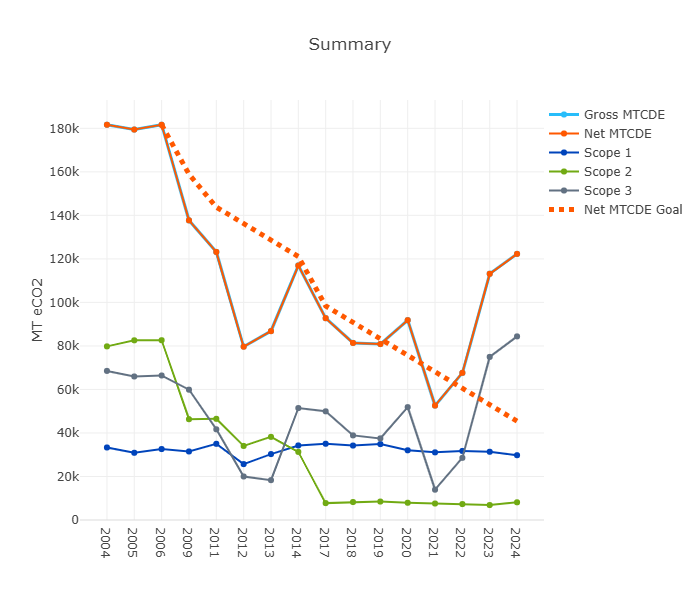 Summary
Gross MTCDE
Net MTCDE
Scope 1
Scope 2
Scope 3
Net MTCDE Goal
MT eCO2
180k
160k
140k
120k
100k
80k
60k
40k
20k
0
2004
2005
2006
2009
2011
2012
2013
2014
2017
2018
2019
2020
2021
2022
2023
2024